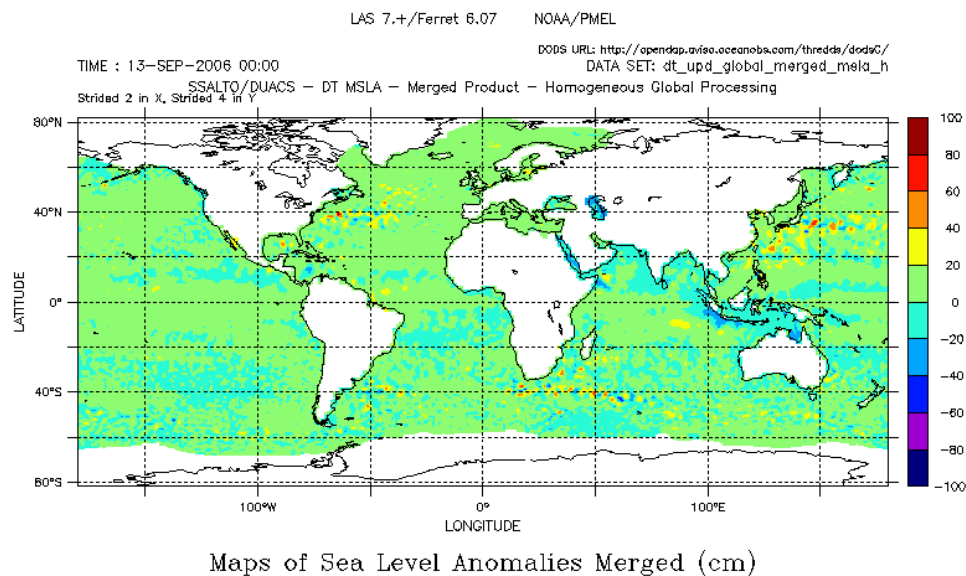 LAS 7.+/Ferret 6.07 NOAA/PMEL
DODS URL: http://opendap.aviso.oceanobs.com/thredds/dodsC/
TIME : 13-SEP-2006 00:00 DATA SET: dt_upd_global_merged_msla_h
SSALTO/DUACS - DT MSLA - Merged Product - Homogeneous Global Processing
Strided 2 in X, Strided 4 in Y
80°N
40°N
0°
40°S
80°S
LATITUDE
100°W 0° 100°E
LONGITUDE
100
80
60
40
20
0
-20
-40
-60
-80
-100
Maps of Sea Level Anomalies Merged (cm)